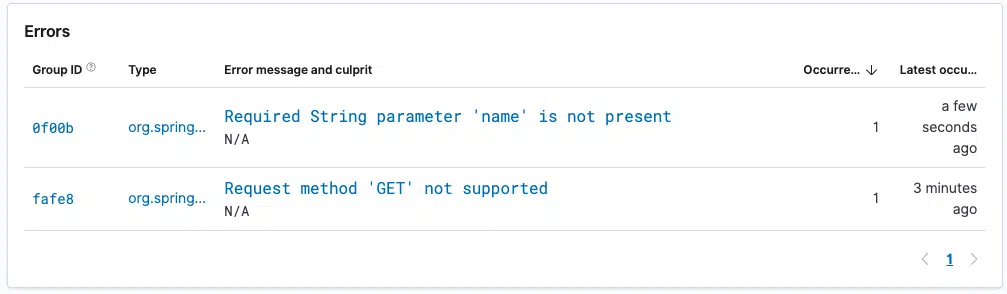 Errors
Group ID ? Type Error message and culprit Occurre... ↓ Latest occu...
0f00b org.spring... Required String parameter 'name' is not present 1 a few seconds ago
N/A
fafe8 org.spring... Request method 'GET' not supported 1 3 minutes ago
N/A
< 1 >